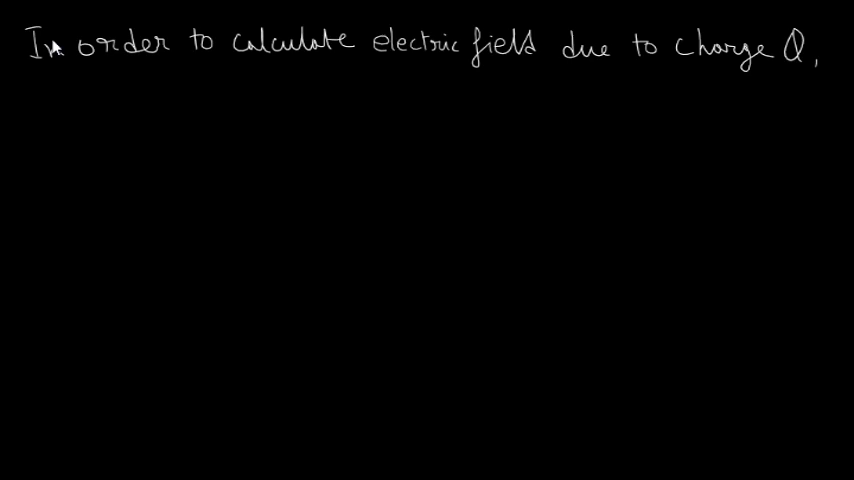 In order to calculate electric field due to charge Q,